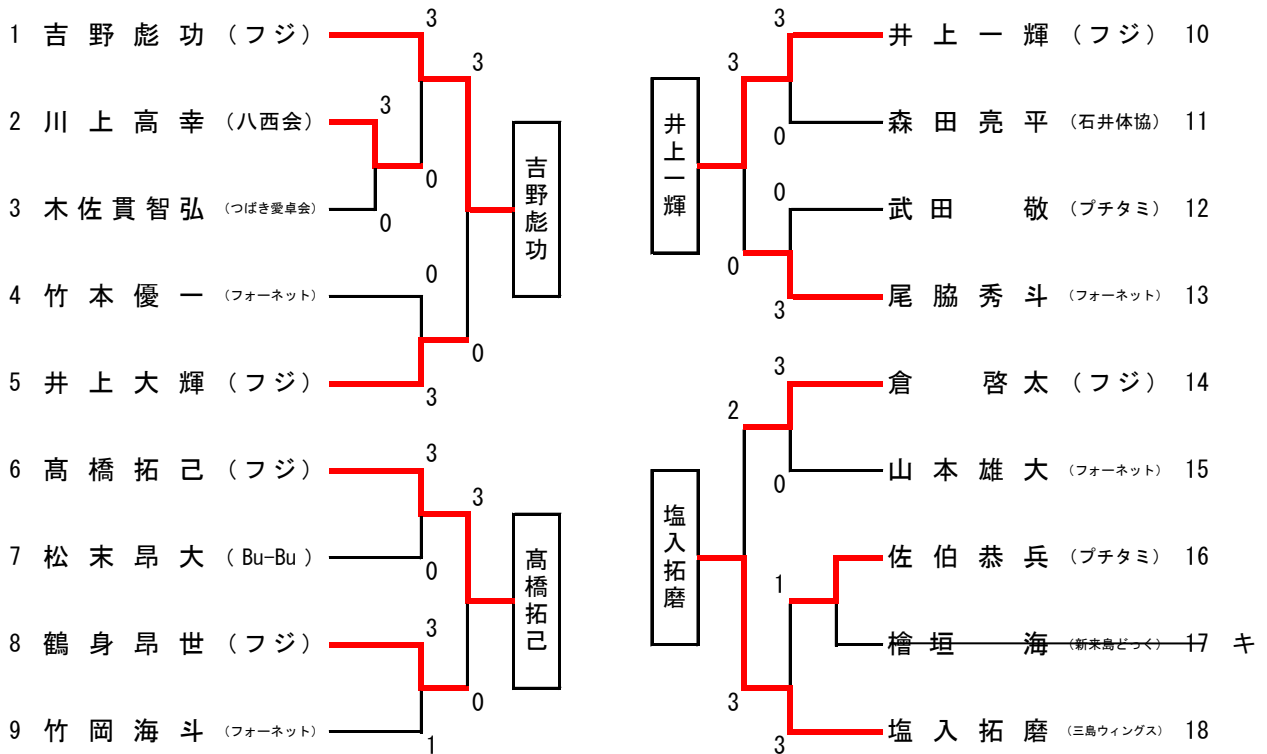 1 吉野彪功 (フジ)
3
3
2 川上高幸 (八西会)
3
0
3 木佐貫智弘 (つばき愛卓会)
0
吉野彪功
4 竹本優一 (フォーネット)
0
0
5 井上大輝 (フジ)
3
6 髙橋拓己 (フジ)
3
3
7 松末昂大 (Bu-Bu)
0
髙橋拓己
8 鶴身昂世 (フジ)
3
0
9 竹岡海斗 (フォーネット)
1
3
井上一輝 (フジ) 10
3
井上一輝
0
森田亮平 (石井体協) 11
0
武田 敬 (プチタミ) 12
0
3
尾脇秀斗 (フォーネット) 13
3
倉 啓太 (フジ) 14
2
0
山本雄大 (フォーネット) 15
塩入拓磨
佐伯恭兵 (プチタミ) 16
1
檜垣 海 (新来島どっく) 17 キ
3
3
塩入拓磨 (三島ウィングス) 18